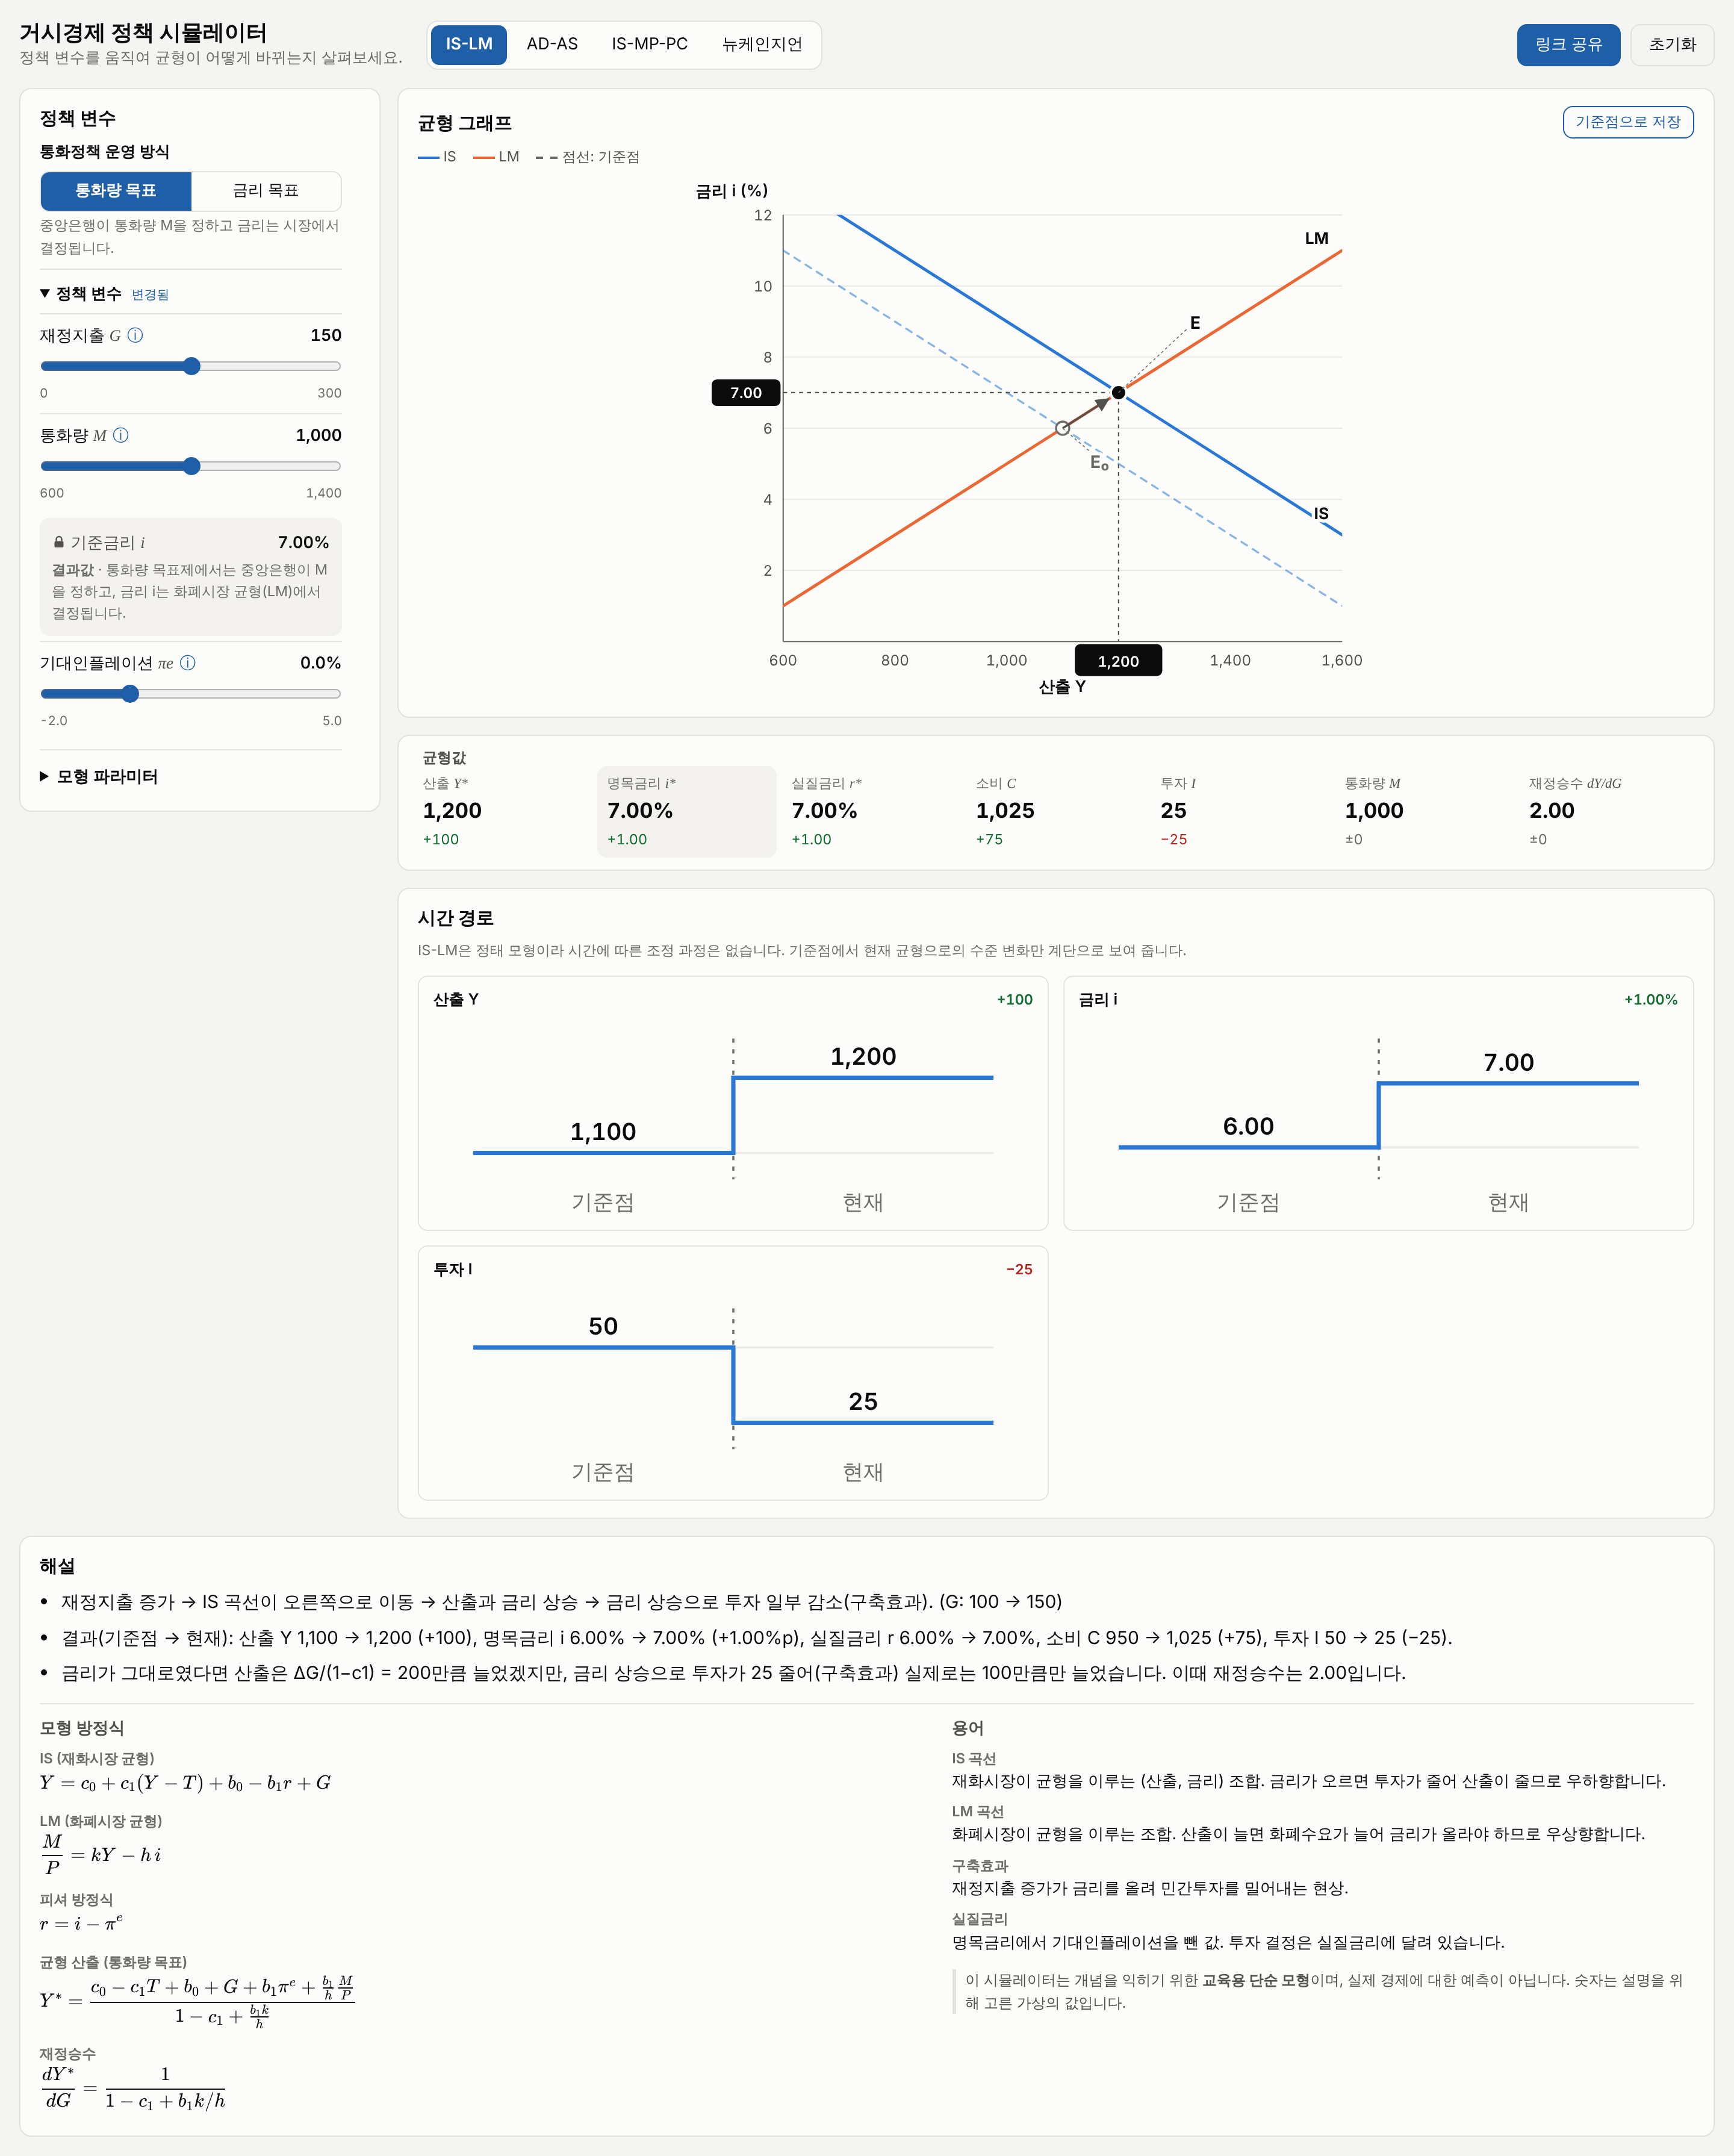 거시경제 정책 시뮬레이터
정책 변수를 움직여 균형이 어떻게 바뀌는지 살펴보세요.
IS-LM
AD-AS
IS-MP-PC
뉴케인지언
링크 공유
초기화
정책 변수
통화정책 운영 방식
통화량 목표
금리 목표
중앙은행이 통화량 M을 정하고 금리는 시장에서
결정됩니다.
▼ 정책 변수 변경됨
재정지출 G ⓘ 150
0 300
통화량 M ⓘ 1,000
600 1,400
기준금리 i 7.00%
결과값 · 통화량 목표제에서는 중앙은행이 M
을 정하고, 금리 i는 화폐시장 균형(LM)에서
결정됩니다.
기대인플레이션 πe ⓘ 0.0%
-2.0 5.0
▶ 모형 파라미터
균형 그래프
기준점으로 저장
IS LM 점선: 기준점
금리 i (%)
12
LM
10
E
8
7.00
6
E₀
4
IS
2
600 800 1,000 1,200 1,400 1,600
산출 Y
균형값
산출 Y* 명목금리 i* 실질금리 r* 소비 C 투자 I 통화량 M 재정승수 dY/dG
1,200 7.00% 7.00% 1,025 25 1,000 2.00
+100 +1.00 +1.00 +75 −25 ±0 ±0
시간 경로
IS-LM은 정태 모형이라 시간에 따른 조정 과정은 없습니다. 기준점에서 현재 균형으로의 수준 변화만 계단으로 보여 줍니다.
산출 Y +100
1,200
1,100
기준점 현재
금리 i +1.00%
7.00
6.00
기준점 현재
투자 I −25
50
25
기준점 현재
해설
• 재정지출 증가 → IS 곡선이 오른쪽으로 이동 → 산출과 금리 상승 → 금리 상승으로 투자 일부 감소(구축효과). (G: 100 → 150)
• 결과(기준점 → 현재): 산출 Y 1,100 → 1,200 (+100), 명목금리 i 6.00% → 7.00% (+1.00%p), 실질금리 r 6.00% → 7.00%, 소비 C 950 → 1,025 (+75), 투자 I 50 → 25 (−25).
• 금리가 그대로였다면 산출은 ΔG/(1−c1) = 200만큼 늘었겠지만, 금리 상승으로 투자가 25 줄어(구축효과) 실제로는 100만큼만 늘었습니다. 이때 재정승수는 2.00입니다.
모형 방정식
IS (재화시장 균형)
Y = c₀ + c₁(Y − T) + b₀ − b₁r + G
LM (화폐시장 균형)
M/P = kY − h i
피셔 방정식
r = i − πᵉ
균형 산출 (통화량 목표)
Y* = (c₀ − c₁T + b₀ + G + b₁πᵉ + (b₁/h)(M/P)) / (1 − c₁ + b₁k/h)
재정승수
dY*/dG = 1 / (1 − c₁ + b₁k/h)
용어
IS 곡선
재화시장이 균형을 이루는 (산출, 금리) 조합. 금리가 오르면 투자가 줄어 산출이 줄므로 우하향합니다.
LM 곡선
화폐시장이 균형을 이루는 조합. 산출이 늘면 화폐수요가 늘어 금리가 올라야 하므로 우상향합니다.
구축효과
재정지출 증가가 금리를 올려 민간투자를 밀어내는 현상.
실질금리
명목금리에서 기대인플레이션을 뺀 값. 투자 결정은 실질금리에 달려 있습니다.
이 시뮬레이터는 개념을 익히기 위한 교육용 단순 모형이며, 실제 경제에 대한 예측이 아닙니다. 숫자는 설명을 위
해 고른 가상의 값입니다.